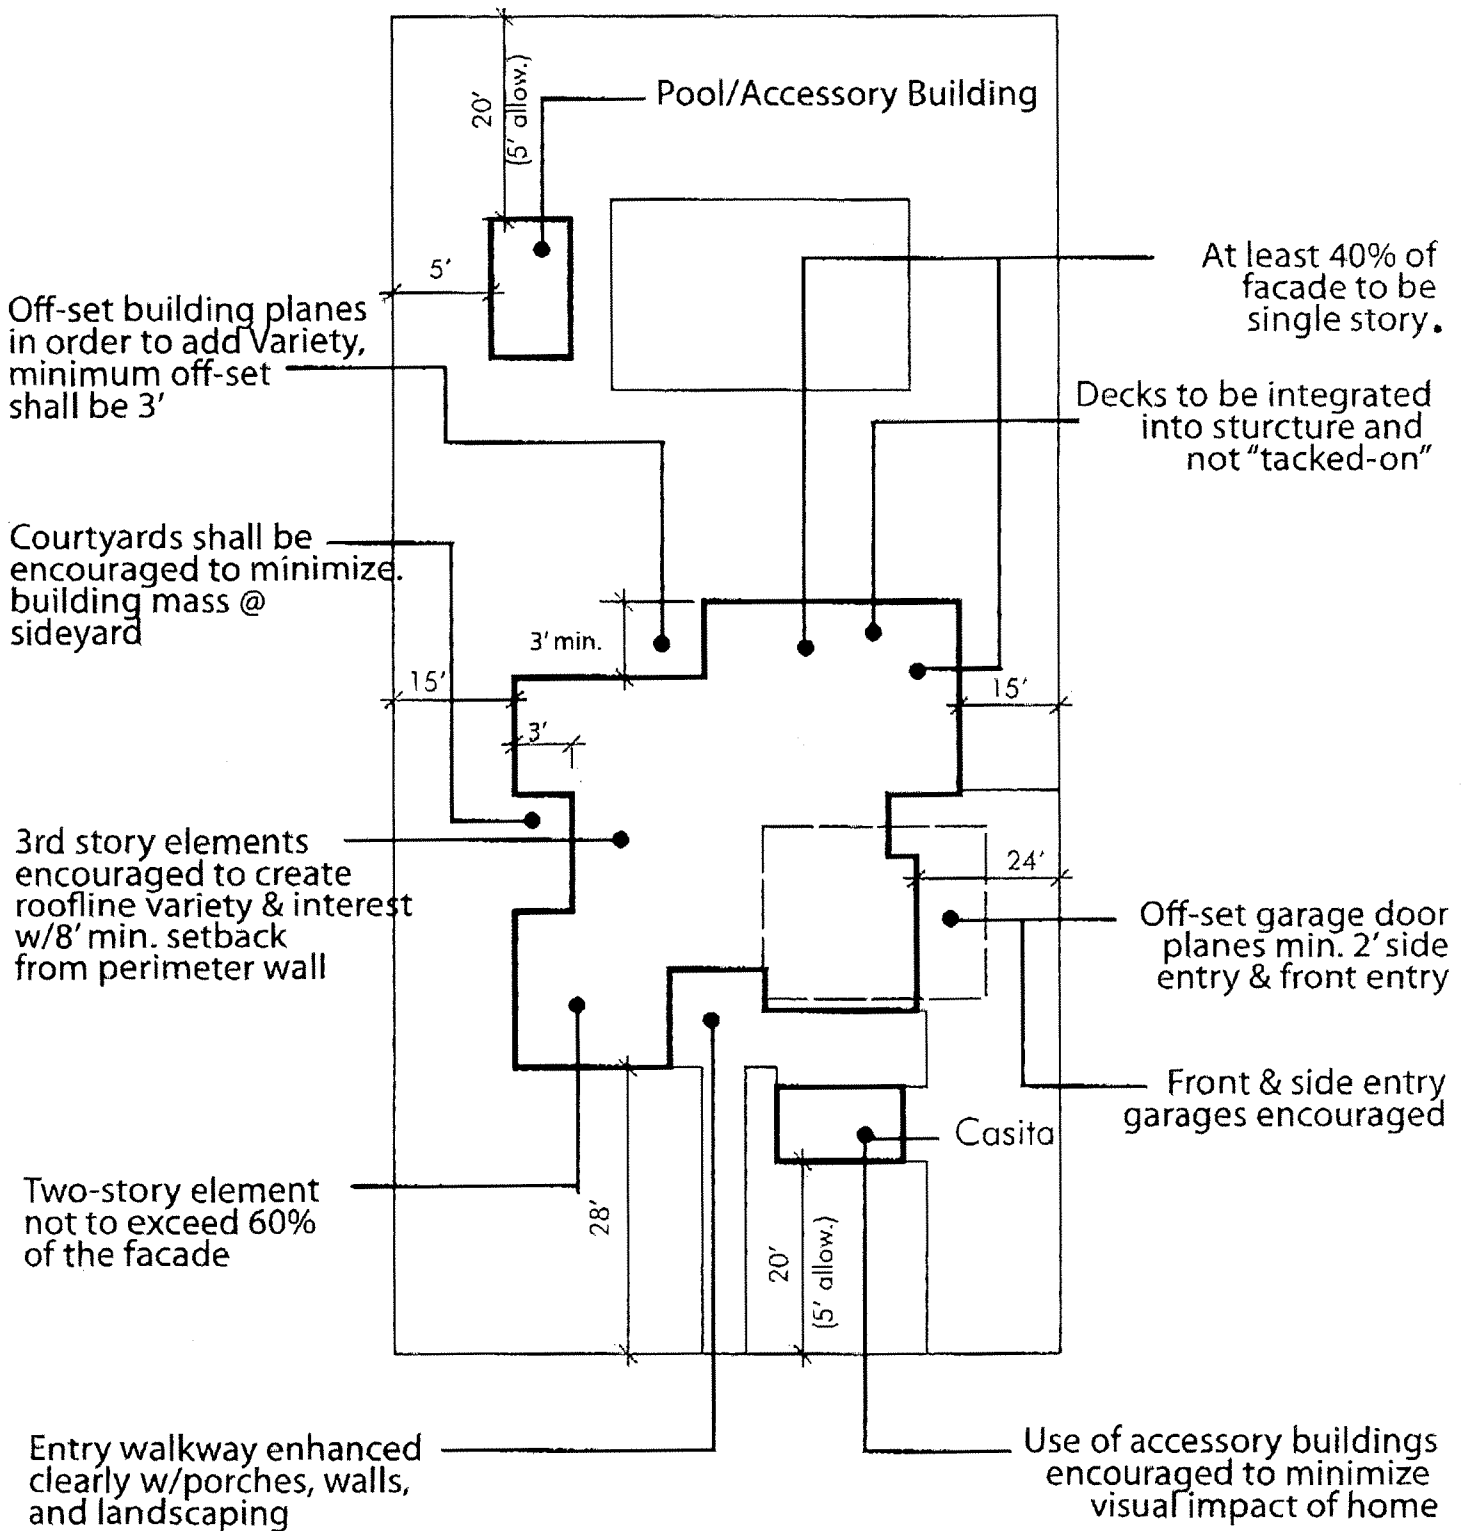 20'
(5' allow.)
Pool/Accessory Building
5'
Off-set building planes
in order to add Variety,
minimum off-set
shall be 3'
At least 40% of
facade to be
single story.
Decks to be integrated
into sturcture and
not "tacked-on"
Courtyards shall be
encouraged to minimize.
building mass @
sideyard
3' min.
15'
15'
3'
3rd story elements
encouraged to create
roofline variety & interest
w/8' min. setback
from perimeter wall
24'
Off-set garage door
planes min. 2' side
entry & front entry
Front & side entry
garages encouraged
Casita
Two-story element
not to exceed 60%
of the facade
28'
20'
(5' allow.)
Entry walkway enhanced
clearly w/porches, walls,
and landscaping
Use of accessory buildings
encouraged to minimize
visual impact of home